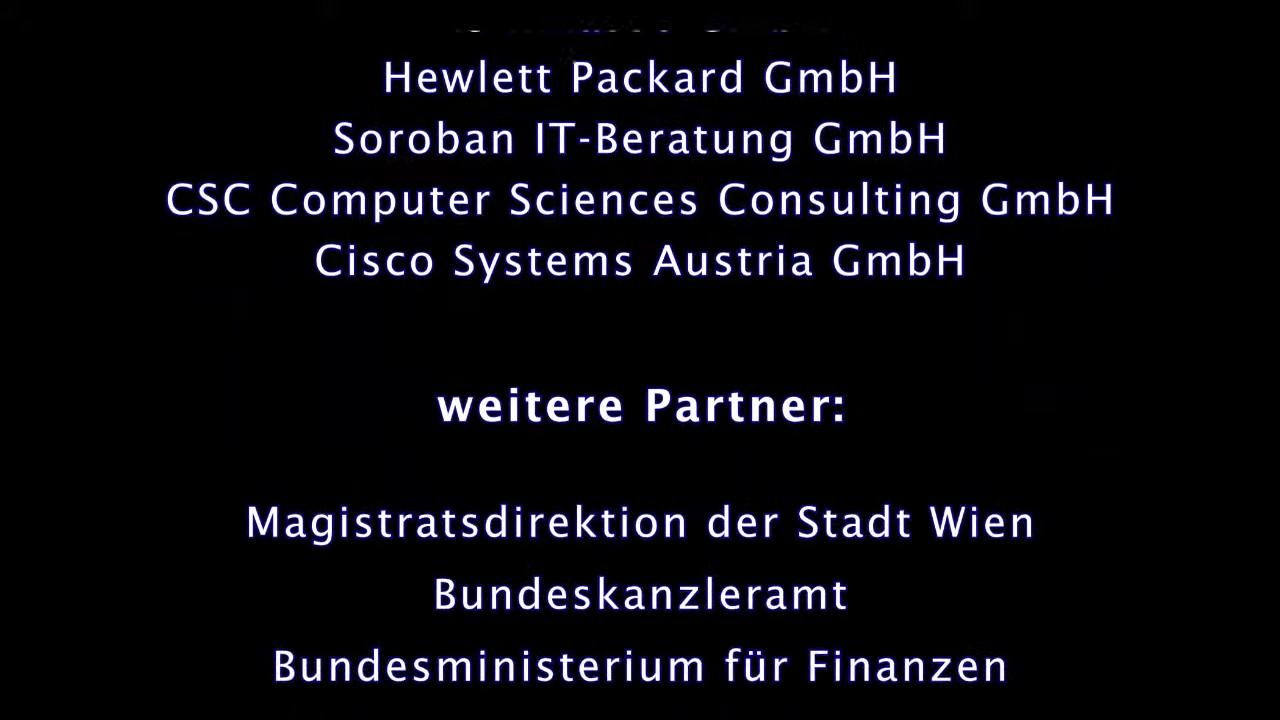 Hewlett Packard GmbH
Soroban IT-Beratung GmbH
CSC Computer Sciences Consulting GmbH
Cisco Systems Austria GmbH
weitere Partner:
Magistratsdirektion der Stadt Wien
Bundeskanzleramt
Bundesministerium für Finanzen